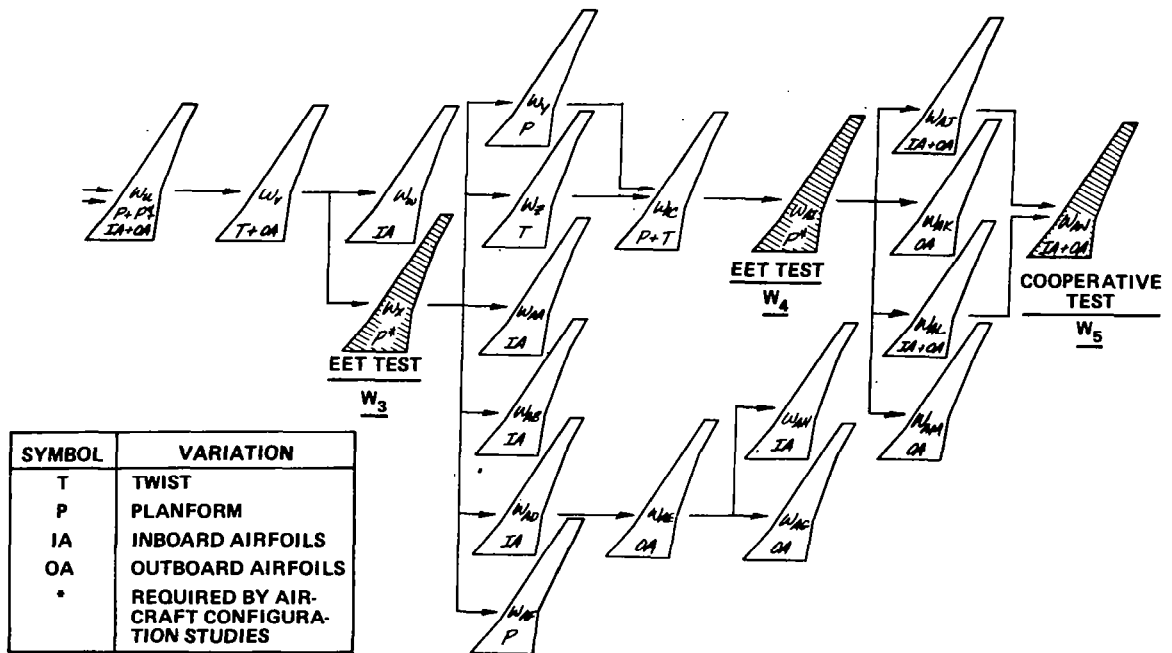 W_U
P+P*
IA+OA
W_V
T+OA
W_W
IA
W_X
P*
EET TEST
W3
W_Y
P
W_Z
T
W_AA
IA
W_AB
IA
W_AD
IA
W_AF
P
W_AC
P+T
W_AE
OA
W_AH
IA
W_AG
OA
W_AI
P*
EET TEST
W4
W_AJ
IA+OA
W_AK
OA
W_AL
IA+OA
W_AM
OA
W_AN
IA+OA
COOPERATIVE
TEST
W5
SYMBOL VARIATION
T TWIST
P PLANFORM
IA INBOARD AIRFOILS
OA OUTBOARD AIRFOILS
* REQUIRED BY AIR-
CRAFT CONFIGURA-
TION STUDIES